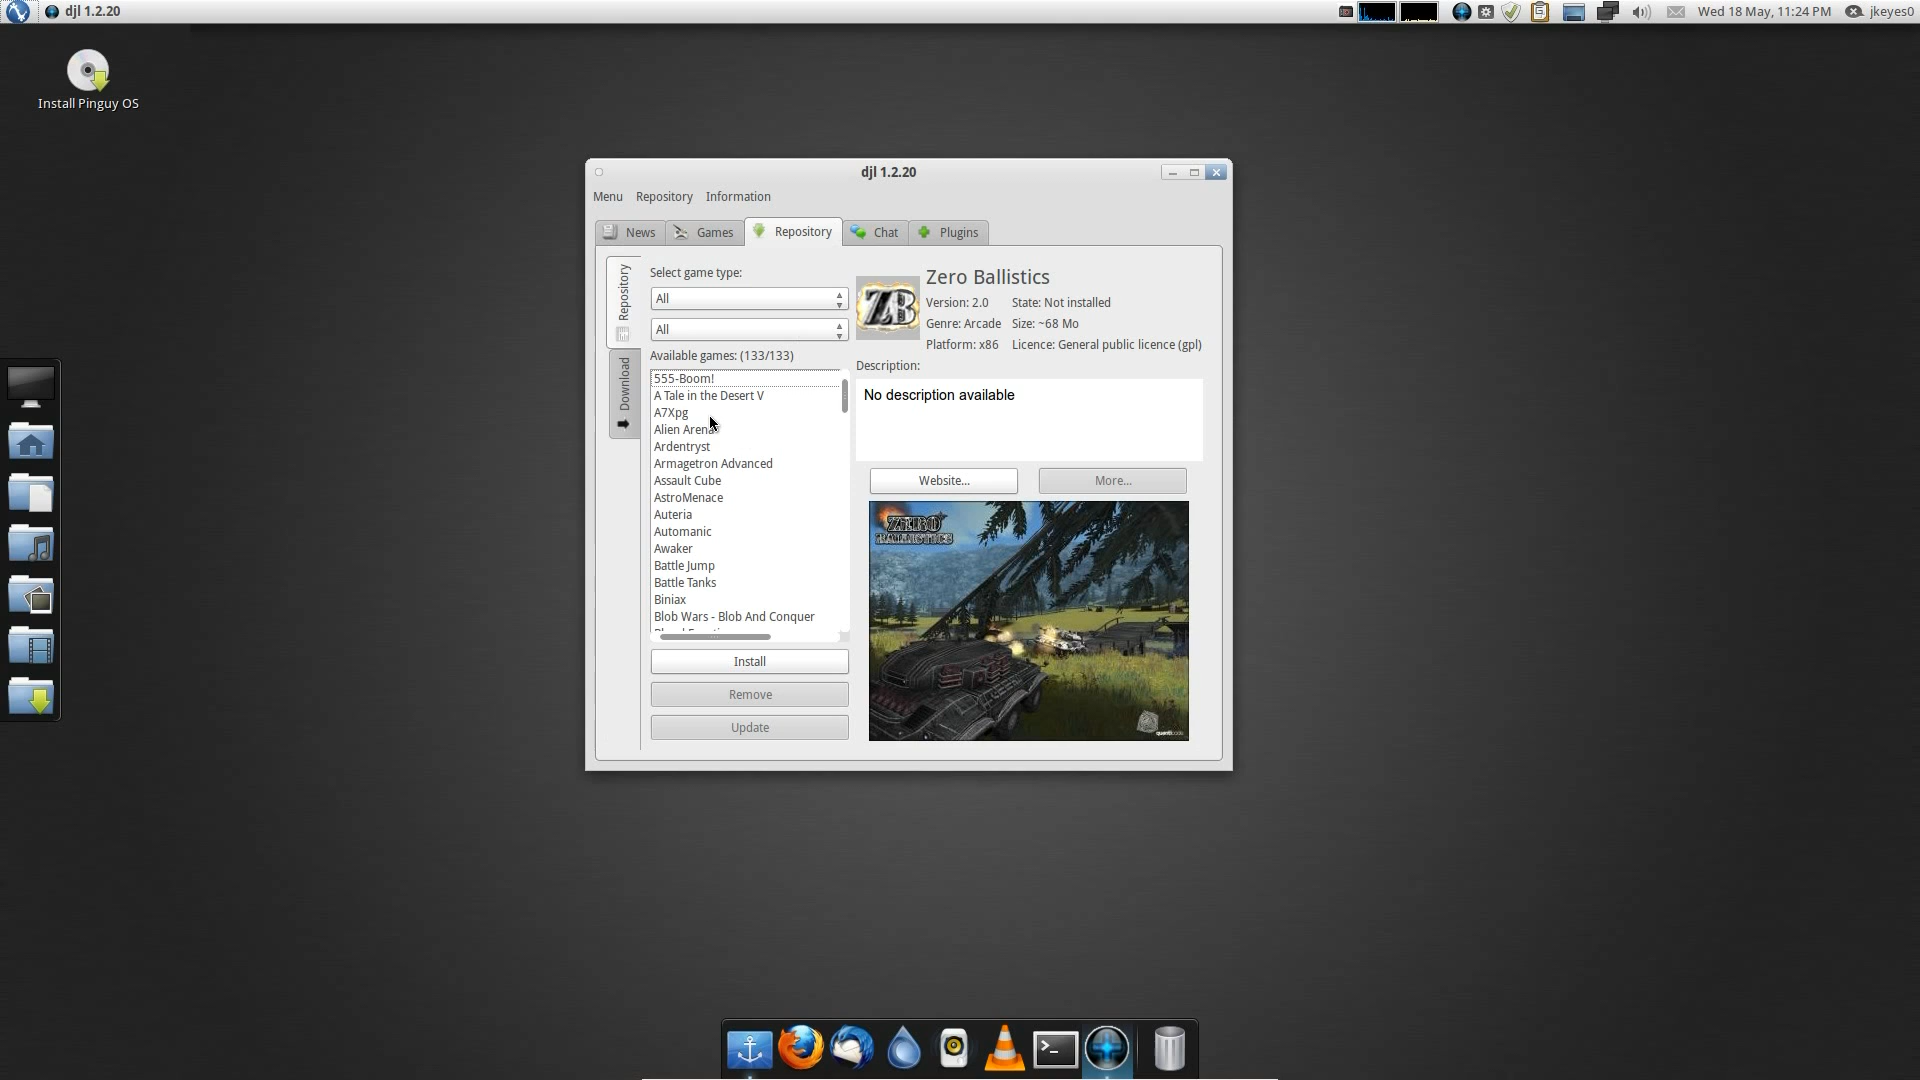 djl 1.2.20
Wed 18 May, 11:24 PM
jkeyes0
Install Pinguy OS
djl 1.2.20
Menu Repository Information
News Games Repository Chat Plugins
Repository
Download
Select game type:
All
All
Available games: (133/133)
555-Boom!
A Tale in the Desert V
A7Xpg
Alien Arena
Ardentryst
Armagetron Advanced
Assault Cube
AstroMenace
Auteria
Automanic
Awaker
Battle Jump
Battle Tanks
Biniax
Blob Wars - Blob And Conquer
Install
Remove
Update
ZB
Zero Ballistics
Version: 2.0 State: Not installed
Genre: Arcade Size: ~68 Mo
Platform: x86 Licence: General public licence (gpl)
Description:
No description available
Website...
More...
ZERO
BALLISTICS